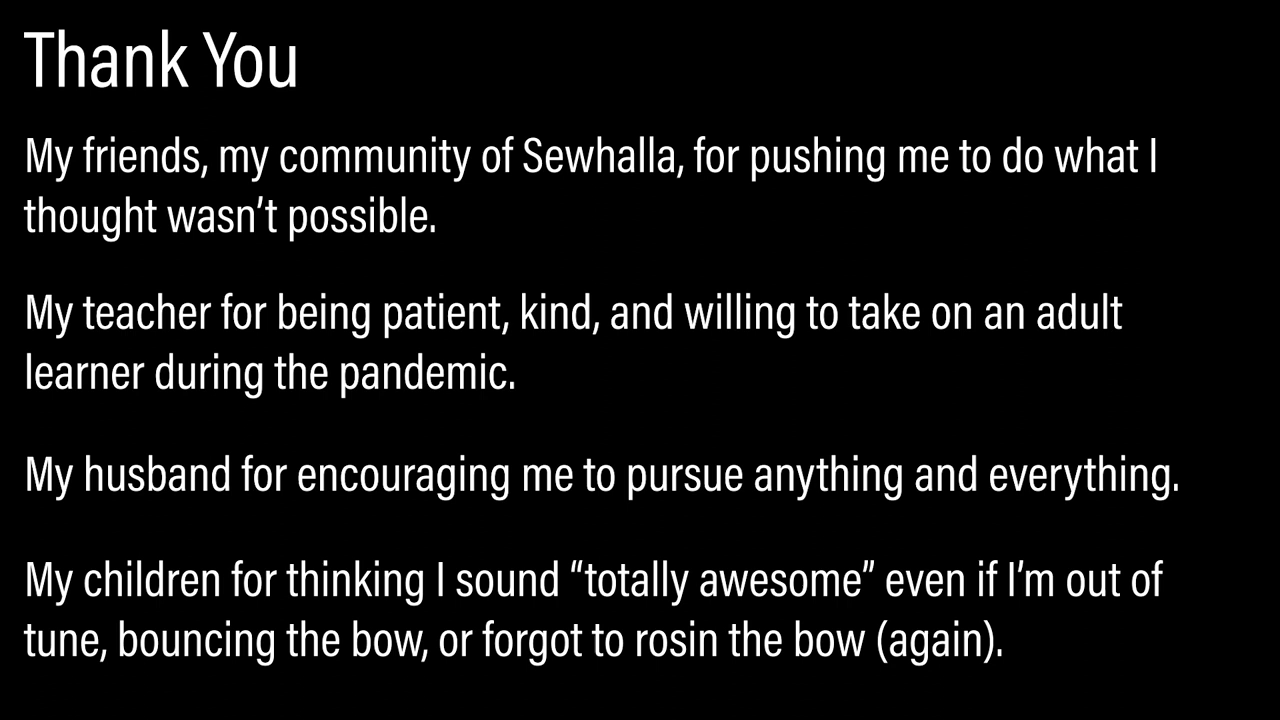 Thank You
My friends, my community of Sewhalla, for pushing me to do what I
thought wasn’t possible.
My teacher for being patient, kind, and willing to take on an adult
learner during the pandemic.
My husband for encouraging me to pursue anything and everything.
My children for thinking I sound “totally awesome” even if I’m out of
tune, bouncing the bow, or forgot to rosin the bow (again).